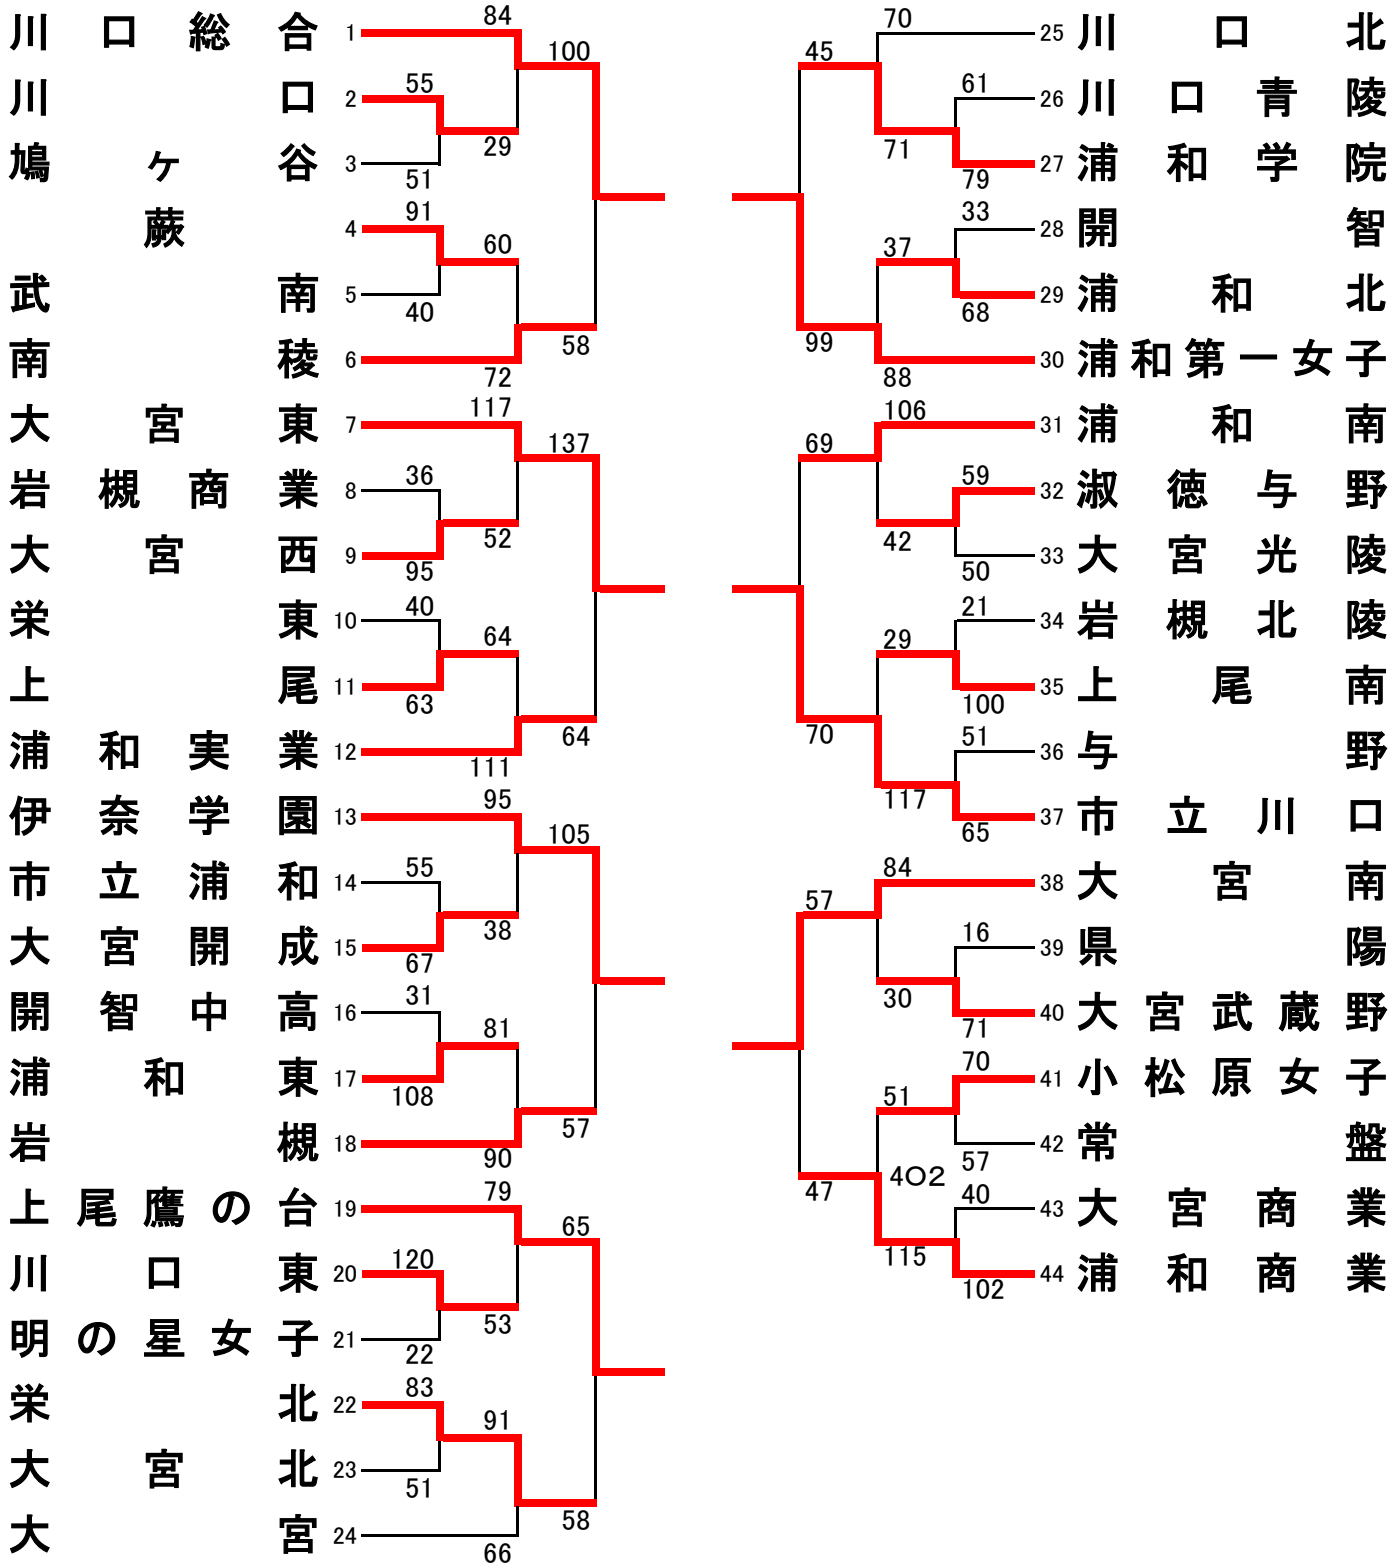 川口総合 1 84
100
川口 2 55
29
鳩ヶ谷 3 51
蕨 4 91
60
武南 5 40
58
南稜 6 72
大宮東 7 117
137
岩槻商業 8 36
52
大宮西 9 95
栄東 10 40
64
上尾 11 63
64
浦和実業 12 111
伊奈学園 13 95
105
市立浦和 14 55
38
大宮開成 15 67
開智中高 16 31
81
浦和東 17 108
57
岩槻 18 90
上尾鷹の台 19 79
65
川口東 20 120
53
明の星女子 21 22
栄北 22 83
91
大宮北 23 51
58
大宮 24 66
70 25 川口北
45
61 26 川口青陵
71
79 27 浦和学院
33 28 開智
37
68 29 浦和北
99
88 30 浦和第一女子
106 31 浦和南
69
59 32 淑徳与野
42
50 33 大宮光陵
21 34 岩槻北陵
29
100 35 上尾南
70
51 36 与野
117
65 37 市立川口
84 38 大宮南
57
16 39 県陽
30
71 40 大宮武蔵野
70 41 小松原女子
51
57 42 常盤
47
4O2
40 43 大宮商業
115
102 44 浦和商業